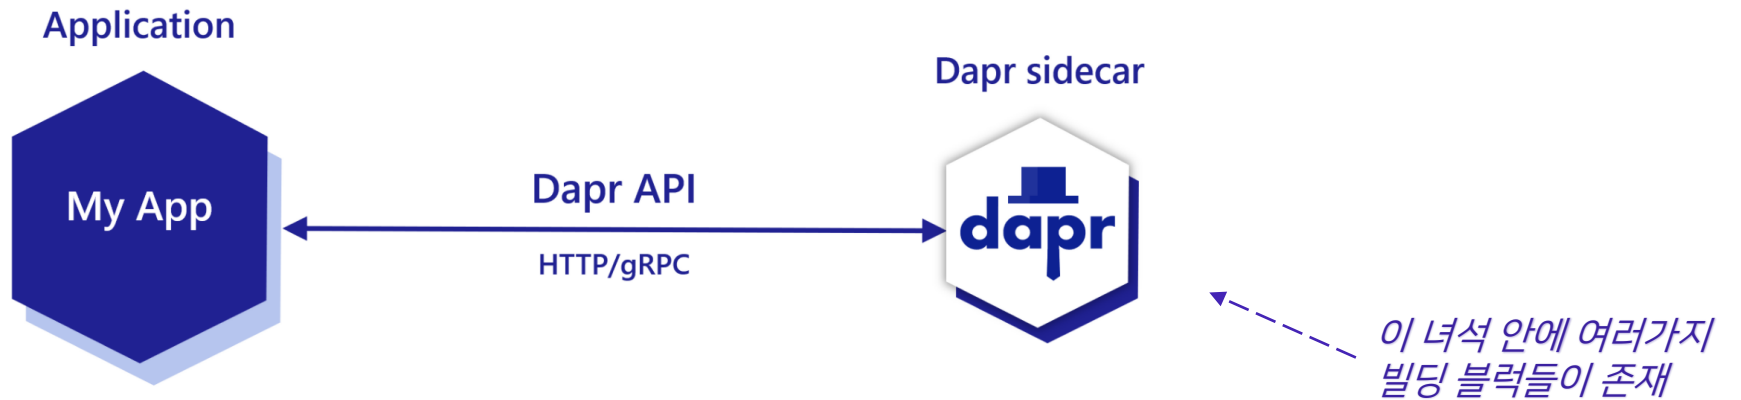 Application
Dapr sidecar
My App
Dapr API
dapr
HTTP/gRPC
이 녀석 안에 여러가지
빌딩 블럭들이 존재